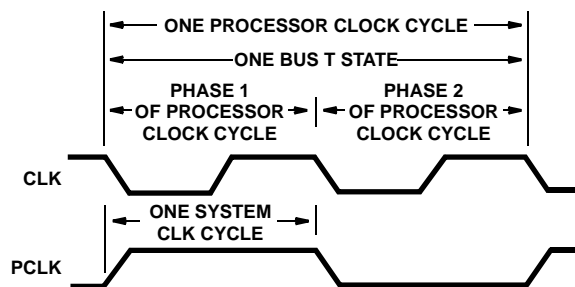 ONE PROCESSOR CLOCK CYCLE
ONE BUS T STATE
PHASE 1
OF PROCESSOR
CLOCK CYCLE
PHASE 2
OF PROCESSOR
CLOCK CYCLE
CLK
ONE SYSTEM
CLK CYCLE
PCLK